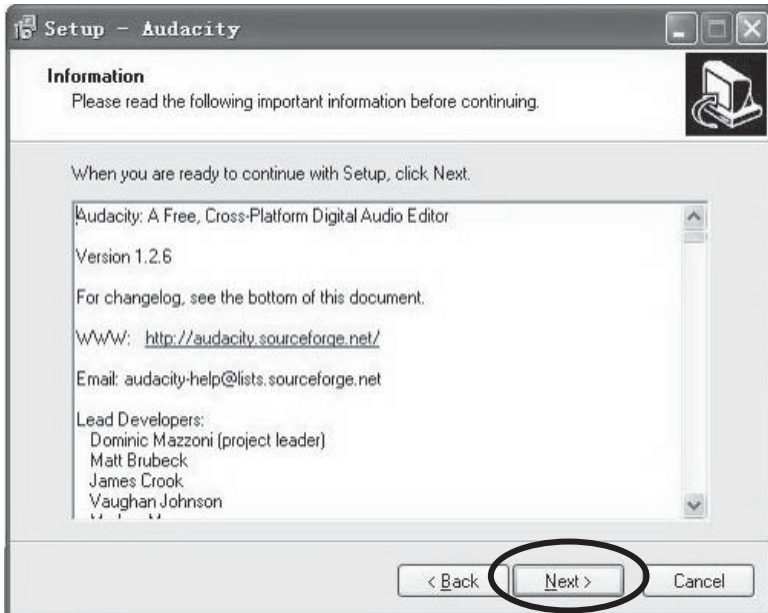 Setup - Audacity
Information
Please read the following important information before continuing.
When you are ready to continue with Setup, click Next.
Audacity: A Free, Cross-Platform Digital Audio Editor
Version 1.2.6
For changelog, see the bottom of this document.
WWW: http://audacity.sourceforge.net/
Email: audacity-help@lists.sourceforge.net
Lead Developers:
Dominic Mazzoni (project leader)
Matt Brubeck
James Crook
Vaughan Johnson
< Back
Next >
Cancel